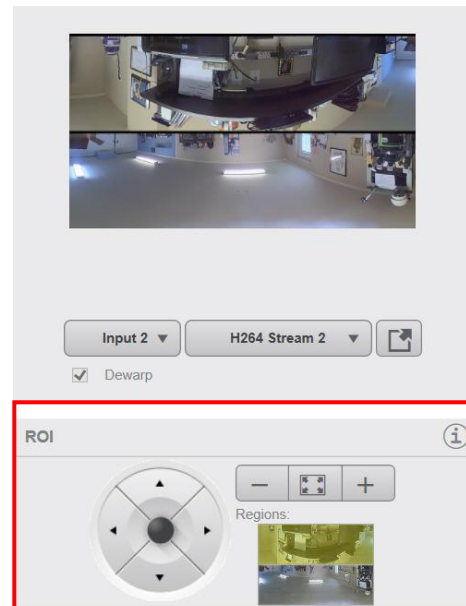 Input 2
H264 Stream 2
Dewarp
ROI
i
Regions: